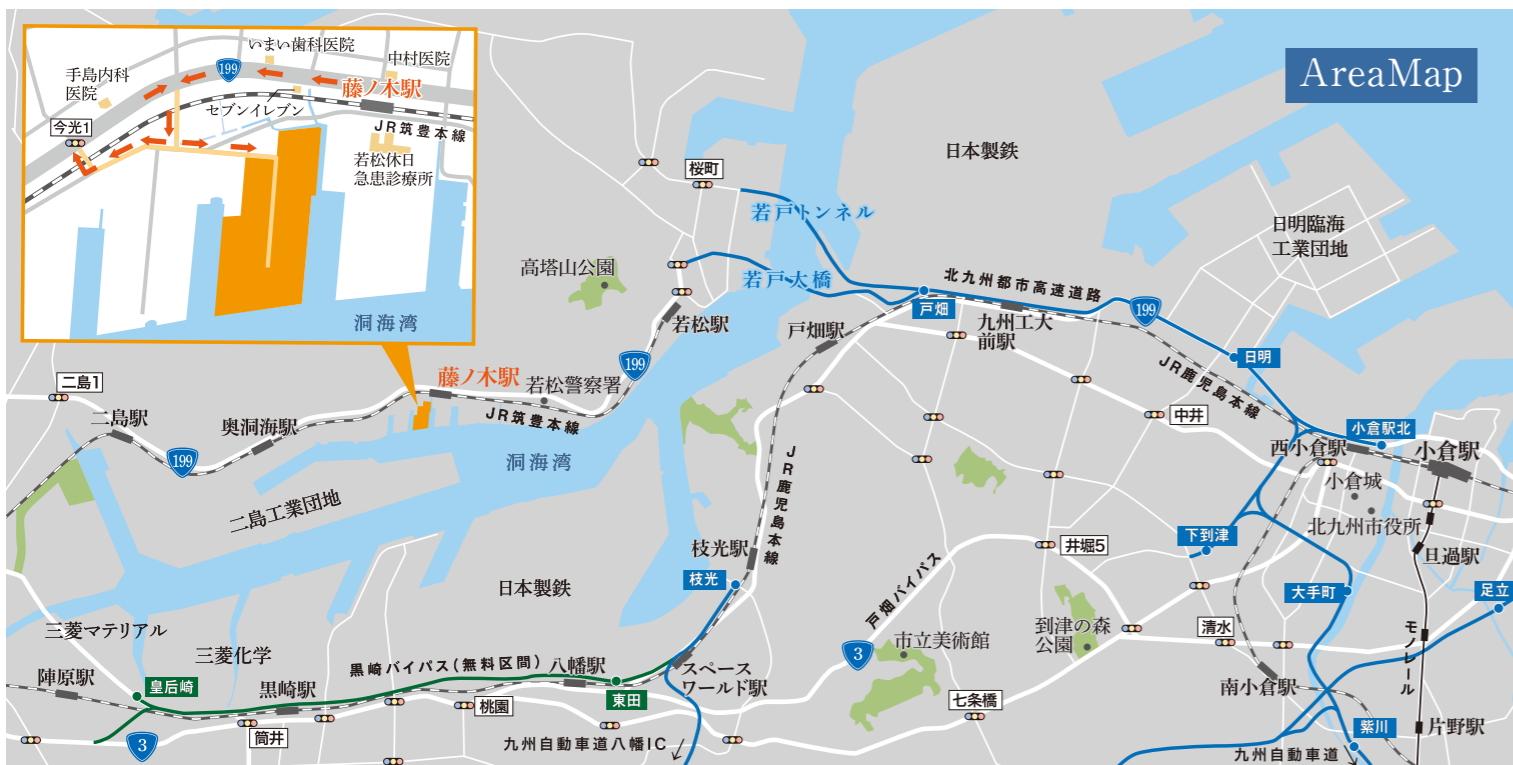 AreaMap
いまい歯科医院
中村医院
手島内科
医院
199
藤ノ木駅
セブンイレブン
JR筑豊本線
今光1
若松休日
急患診療所
洞海湾
桜町
日本製鉄
若戸トンネル
日明臨海
工業団地
高塔山公園
若戸大橋
北九州都市高速道路
戸畑
199
若松駅
戸畑駅
九州工大
前駅
日明
199
二島1
藤ノ木駅
若松警察署
JR鹿児島本線
JR筑豊本線
中井
二島駅
奥洞海駅
小倉駅北
199
洞海湾
西小倉駅
小倉駅
JR鹿児島本線
小倉城
二島工業団地
北九州市役所
下到津
井堀5
枝光駅
旦過駅
日本製鉄
枝光
戸畑バイパス
大手町
足立
三菱マテリアル
三菱化学
到津の森
公園
清水
市立美術館
3
モノレール
黒崎バイパス(無料区間)
八幡駅
スペース
ワールド駅
陣原駅
皇后崎
黒崎駅
東田
南小倉駅
桃園
七条橋
筒井
3
紫川
片野駅
九州自動車道八幡IC
九州自動車道